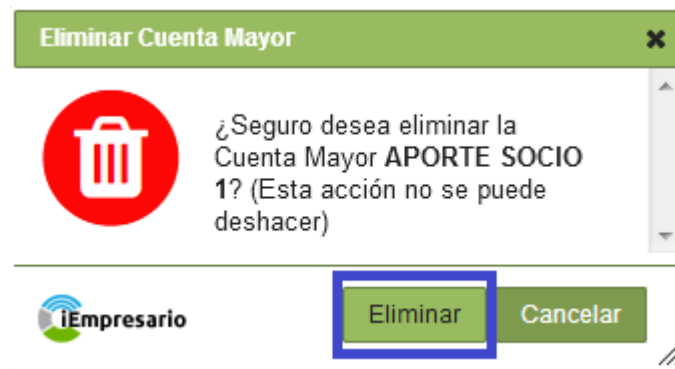 Eliminar Cuenta Mayor
¿Seguro desea eliminar la
Cuenta Mayor APORTE SOCIO
1? (Esta acción no se puede
deshacer)
iEmpresario
Eliminar
Cancelar